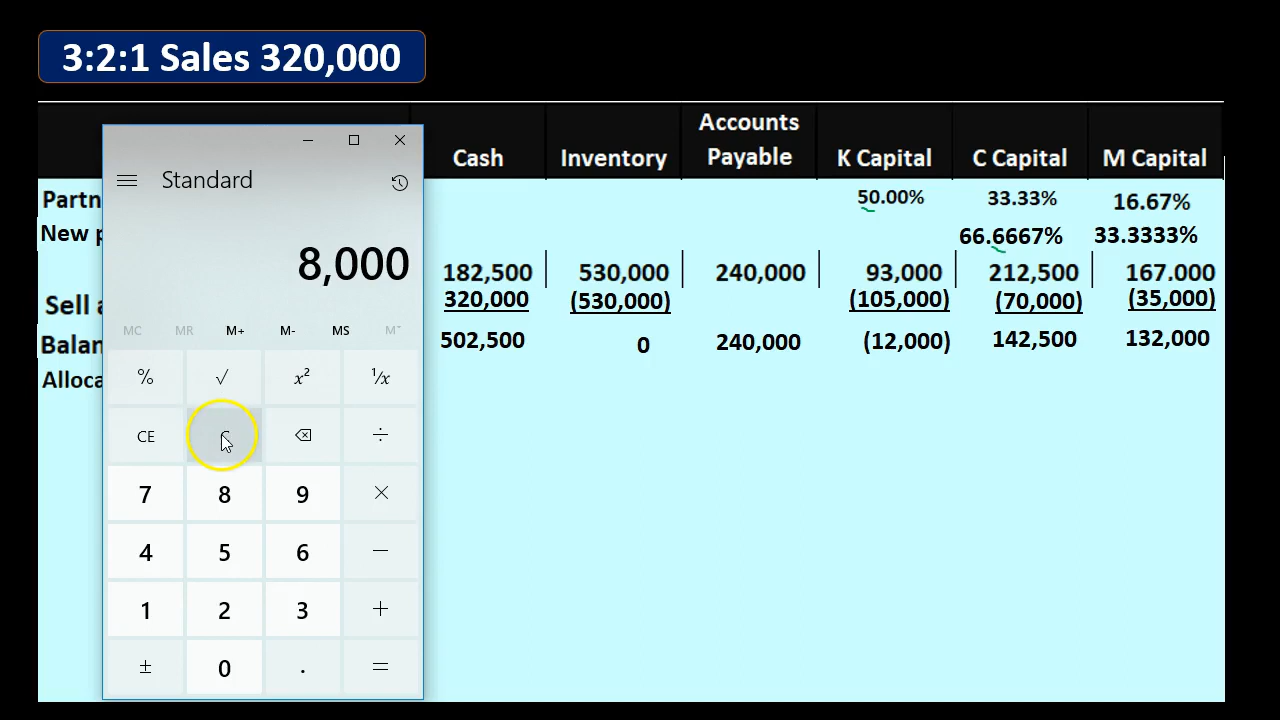 3:2:1 Sales 320,000
Cash Inventory Accounts Payable K Capital C Capital M Capital
Partn 50.00% 33.33% 16.67%
New p 66.6667% 33.3333%
182,500 530,000 240,000 93,000 212,500 167.000
Sell a 320,000 (530,000) (105,000) (70,000) (35,000)
Balan 502,500 0 240,000 (12,000) 142,500 132,000
Alloca
Standard
8,000
MC MR M+ M- MS M˅
% √ x² ¹/x
CE C ÷
7 8 9 ×
4 5 6 −
1 2 3 +
± 0 . =